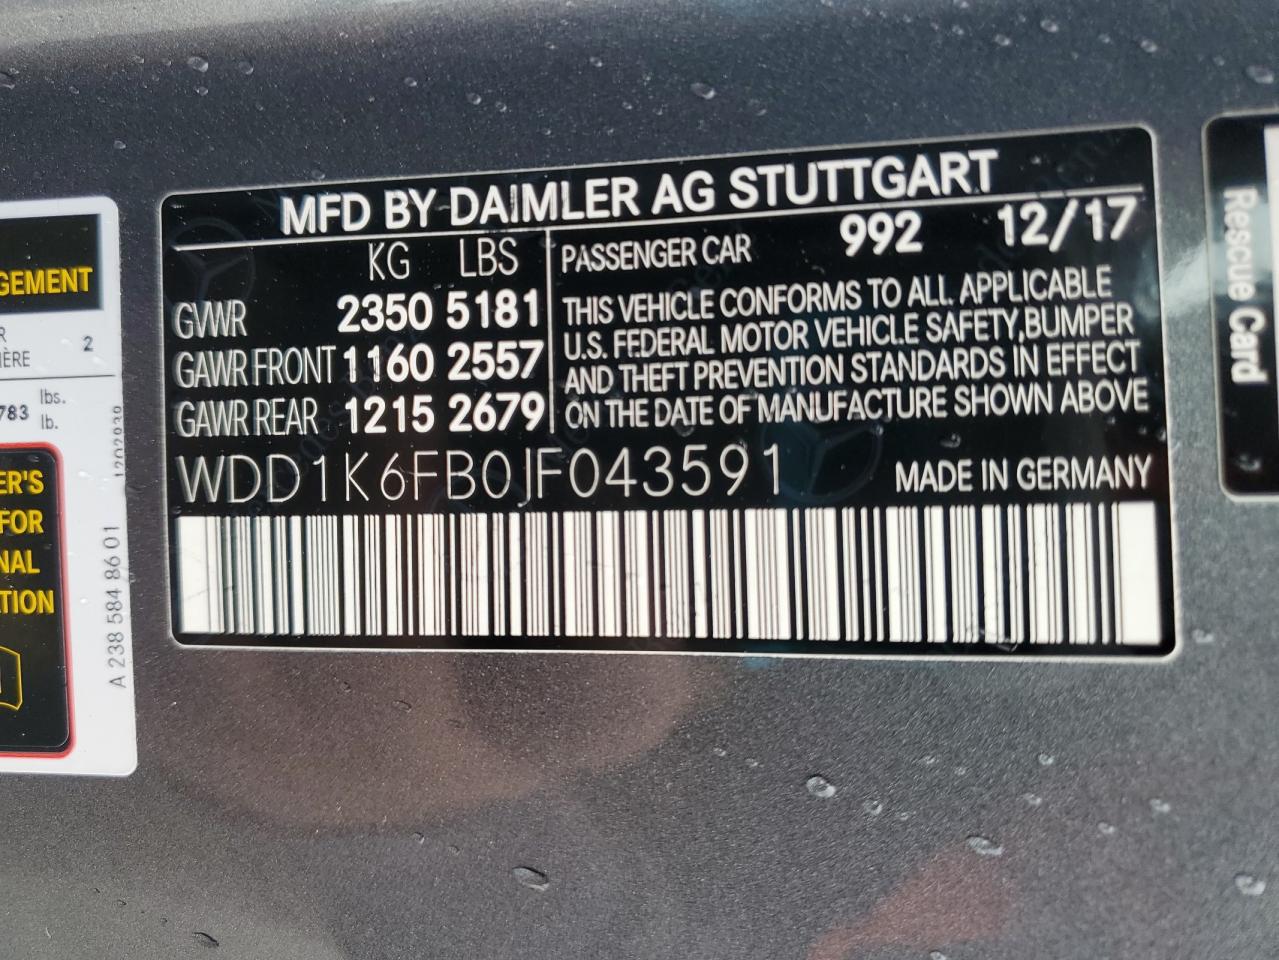 MFD BY DAIMLER AG STUTTGART
KG LBS
GVWR 2350 5181
GAWR FRONT 1160 2557
GAWR REAR 1215 2679
PASSENGER CAR 992 12/17
THIS VEHICLE CONFORMS TO ALL APPLICABLE
U.S. FEDERAL MOTOR VEHICLE SAFETY,BUMPER
AND THEFT PREVENTION STANDARDS IN EFFECT
ON THE DATE OF MANUFACTURE SHOWN ABOVE
WDD1K6FB0JF043591 MADE IN GERMANY
GEMENT
R
IÈRE 2
783 lbs.
lb.
ER'S
FOR
NAL
TION
A 238 584 86 01
Rescue Card